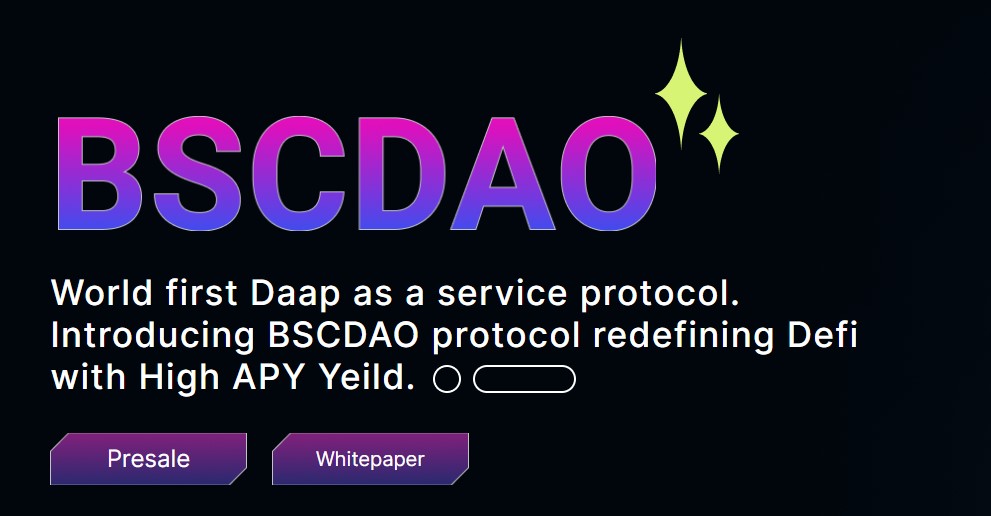 BSCDAO
World first Daap as a service protocol.
Introducing BSCDAO protocol redefining Defi
with High APY Yeild.
Presale
Whitepaper